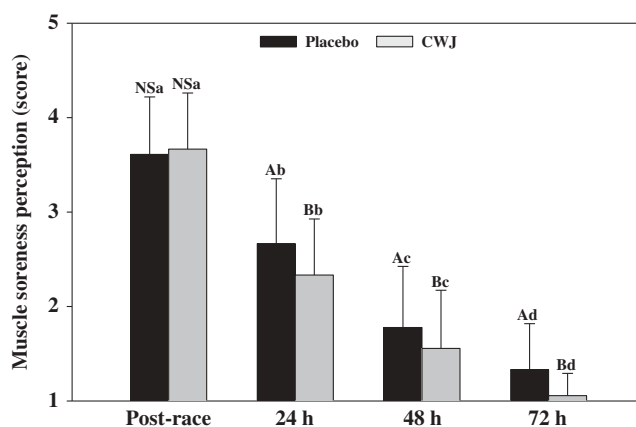 5
Placebo CWJ
NSa NSa
4
Ab
3
Bb
Ac
Bc
2
Ad
Bd
1
Post-race 24 h 48 h 72 h
Muscle soreness perception (score)